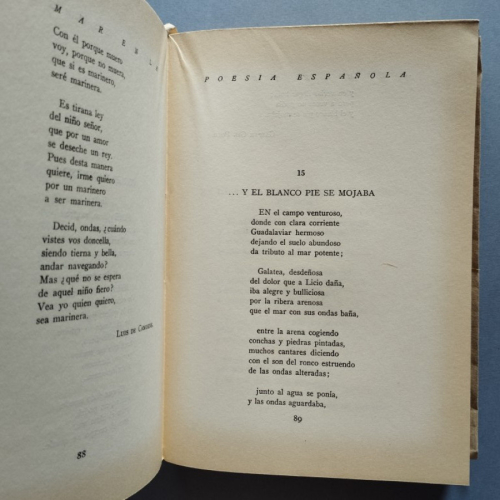 M A R E S L A
Con él porque muero
voy, porque no muero,
que si es marinero,
seré marinera.
Es tirana ley
del niño señor,
que por un amor
se deseche un rey.
Pues desta manera
quiere, irme quiero
por un marinero
a ser marinera.
Decid, ondas, ¿cuándo
vistes vos doncella,
siendo tierna y bella,
andar navegando?
Mas ¿qué no se espera
de aquel niño fiero?
Vea yo quien quiero,
sea marinera.
Luis de Camoens
88
POESIA ESPAÑOLA
15
... Y EL BLANCO PIE SE MOJABA
EN el campo venturoso,
donde con clara corriente
Guadalaviar hermoso
dejando el suelo abundoso
da tributo al mar potente;
Galatea, desdeñosa
del dolor que a Licio daña,
iba alegre y bulliciosa
por la ribera arenosa
que el mar con sus ondas baña,
entre la arena cogiendo
conchas y piedras pintadas,
muchos cantares diciendo
con el son del ronco estruendo
de las ondas alteradas;
junto al agua se ponía,
y las ondas aguardaba,
89